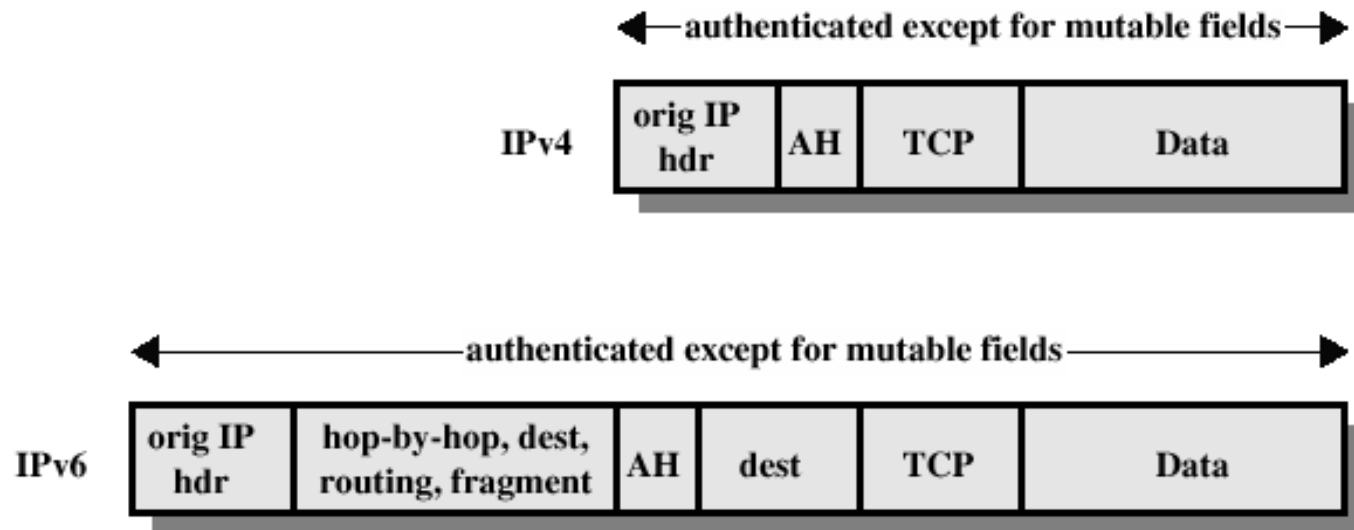 authenticated except for mutable fields
IPv4
orig IP
hdr
AH
TCP
Data
authenticated except for mutable fields
IPv6
orig IP
hdr
hop-by-hop, dest,
routing, fragment
AH
dest
TCP
Data